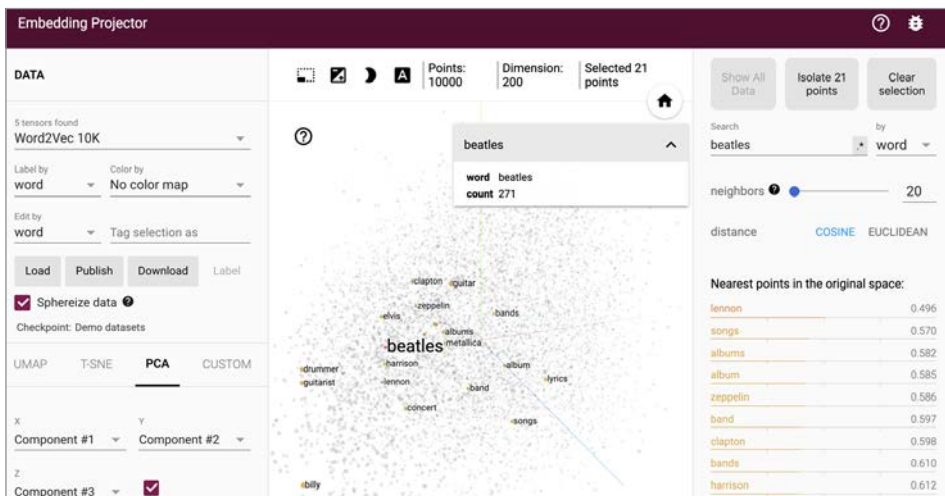 Embedding Projector
DATA
5 tensors found
Word2Vec 10K
Label by
Color by
word
No color map
Edit by
word
Tag selection as
Load
Publish
Download
Label
Sphereize data
Checkpoint: Demo datasets
UMAP
T-SNE
PCA
CUSTOM
X
Y
Component #1
Component #2
Z
Component #3
A
Points:
10000
Dimension:
200
Selected 21
points
beatles
word beatles
count 271
clapton
guitar
zeppelin
elvis
bands
albums
beatles
metallica
harrison
album
drummer
guitarist
lennon
lyrics
band
concert
songs
billy
Show All
Data
Isolate 21
points
Clear
selection
Search
by
beatles
.*
word
neighbors
20
distance
COSINE
EUCLIDEAN
Nearest points in the original space:
lennon 0.496
songs 0.570
albums 0.582
album 0.585
zeppelin 0.586
band 0.597
clapton 0.598
bands 0.610
harrison 0.612